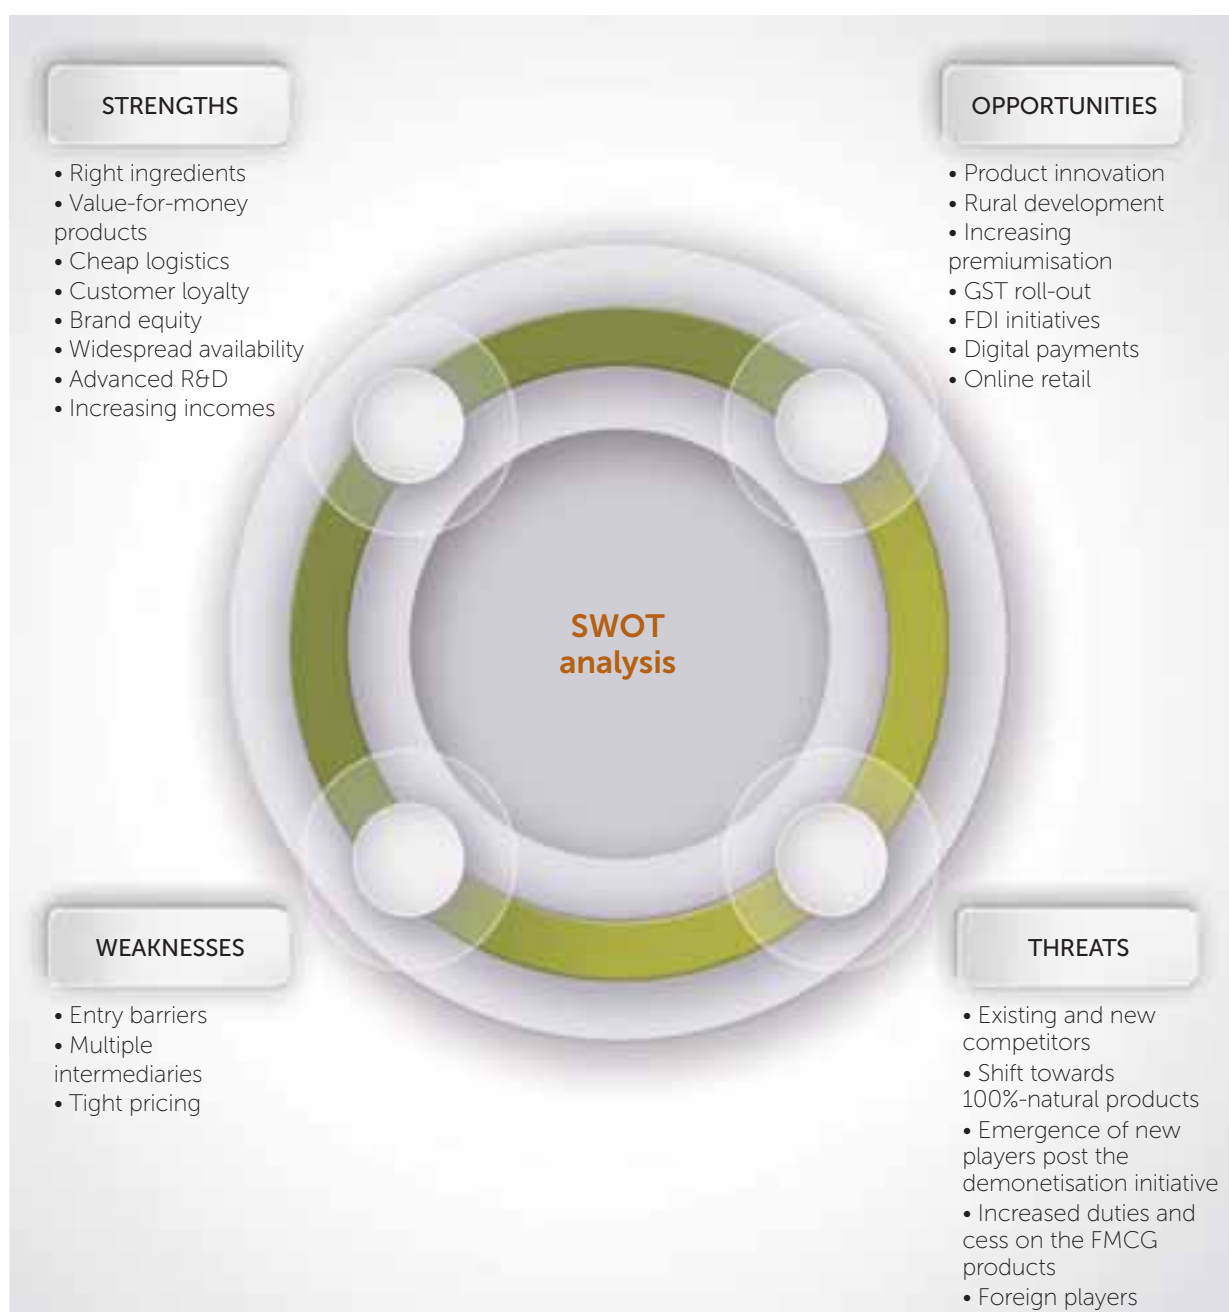 STRENGTHS
• Right ingredients
• Value-for-money
products
• Cheap logistics
• Customer loyalty
• Brand equity
• Widespread availability
• Advanced R&D
• Increasing incomes
OPPORTUNITIES
• Product innovation
• Rural development
• Increasing
premiumisation
• GST roll-out
• FDI initiatives
• Digital payments
• Online retail
SWOT
analysis
WEAKNESSES
• Entry barriers
• Multiple
intermediaries
• Tight pricing
THREATS
• Existing and new
competitors
• Shift towards
100%-natural products
• Emergence of new
players post the
demonetisation initiative
• Increased duties and
cess on the FMCG
products
• Foreign players